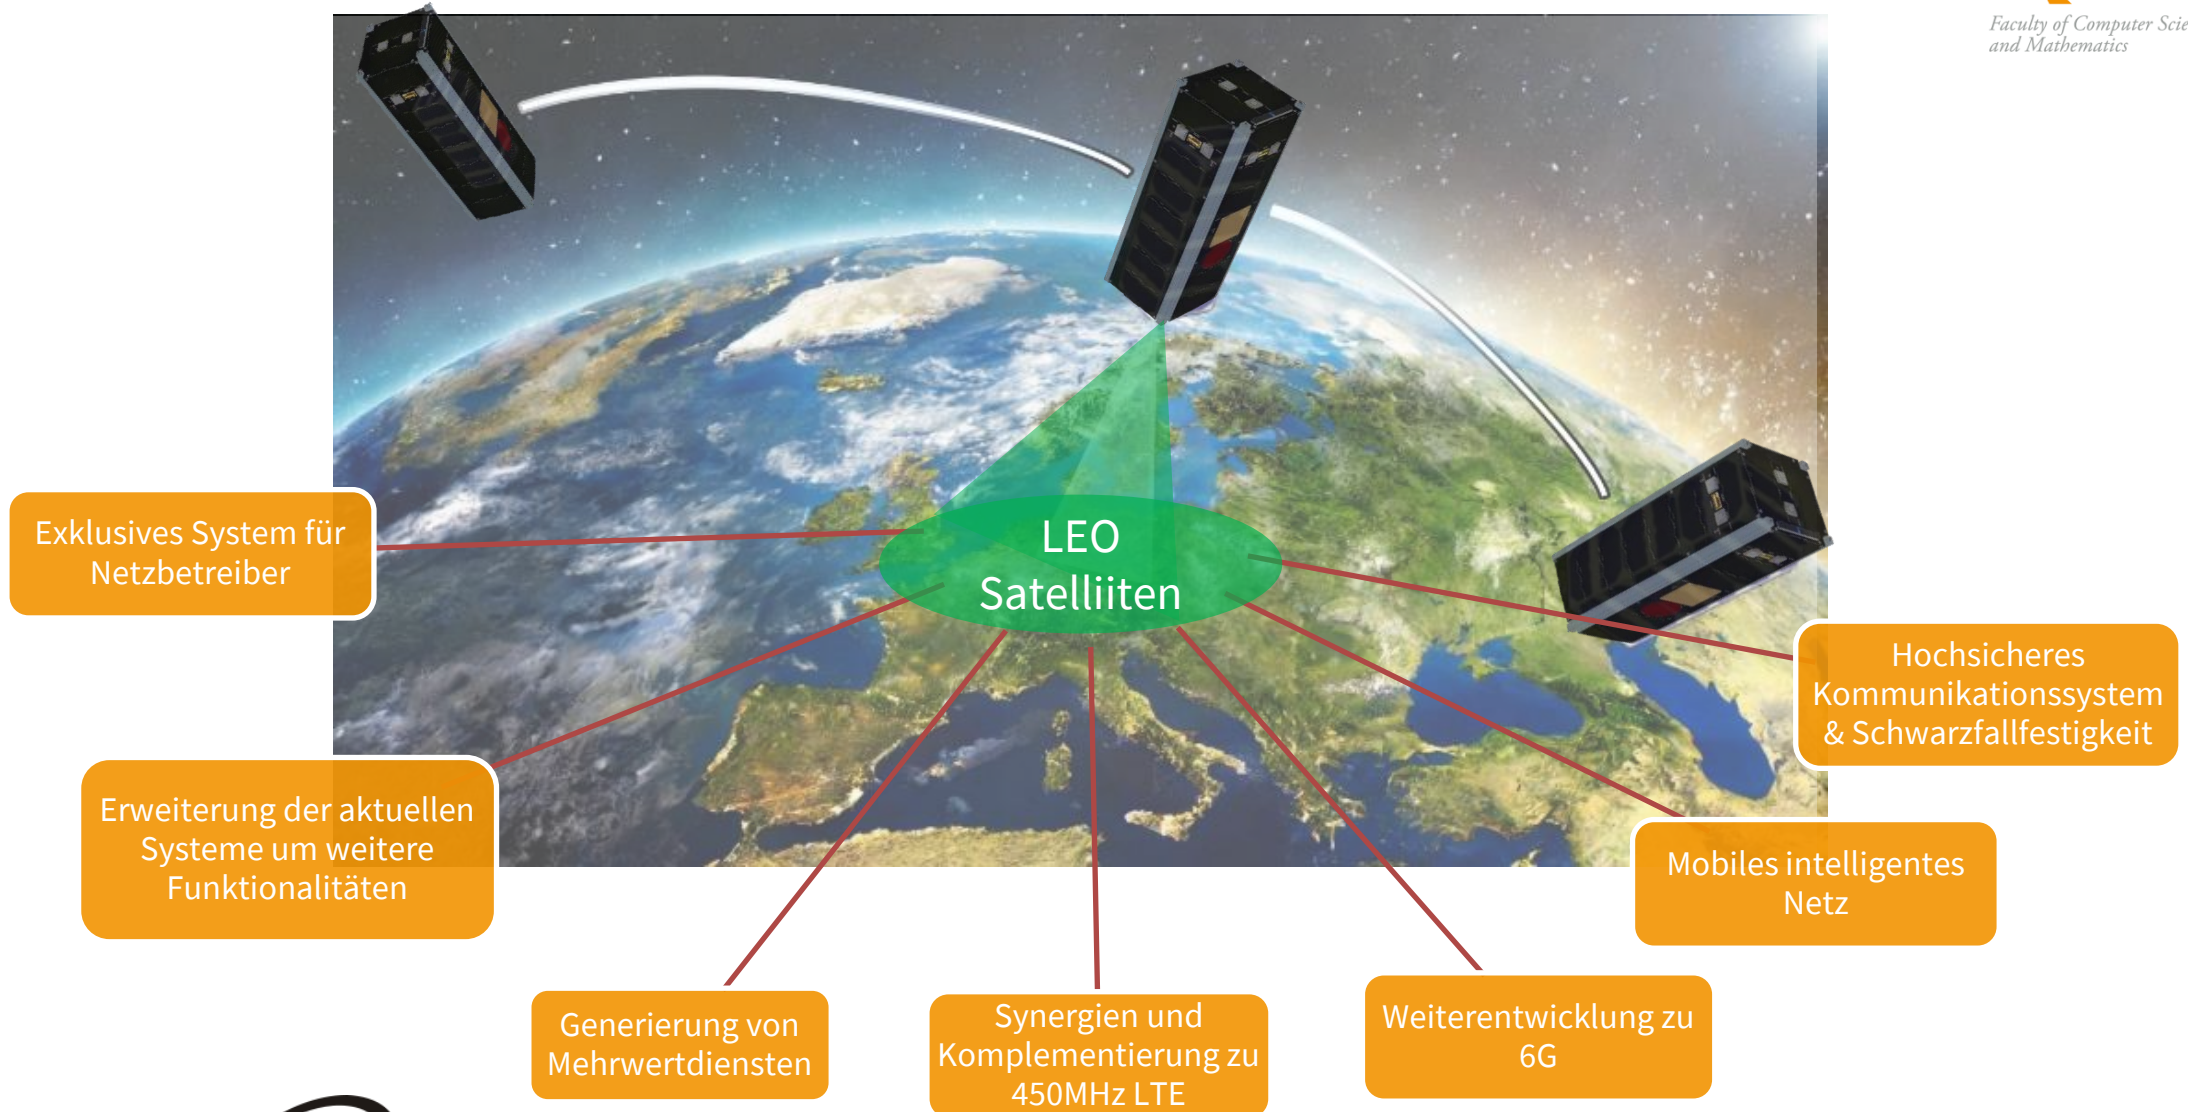 Faculty of Computer Scie
and Mathematics
LEO
Satelliiten
Exklusives System für
Netzbetreiber
Erweiterung der aktuellen
Systeme um weitere
Funktionalitäten
Generierung von
Mehrwertdiensten
Synergien und
Komplementierung zu
450MHz LTE
Weiterentwicklung zu
6G
Mobiles intelligentes
Netz
Hochsicheres
Kommunikationssystem
& Schwarzfallfestigkeit